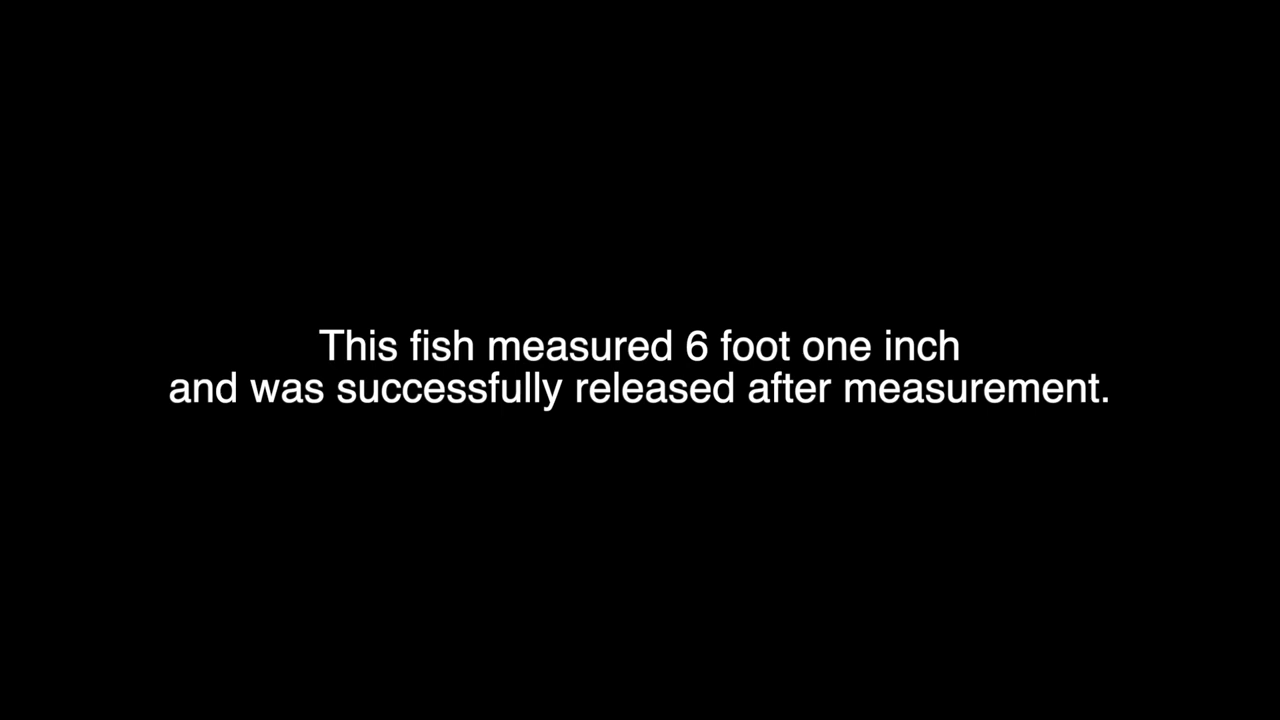 This fish measured 6 foot one inch
and was successfully released after measurement.